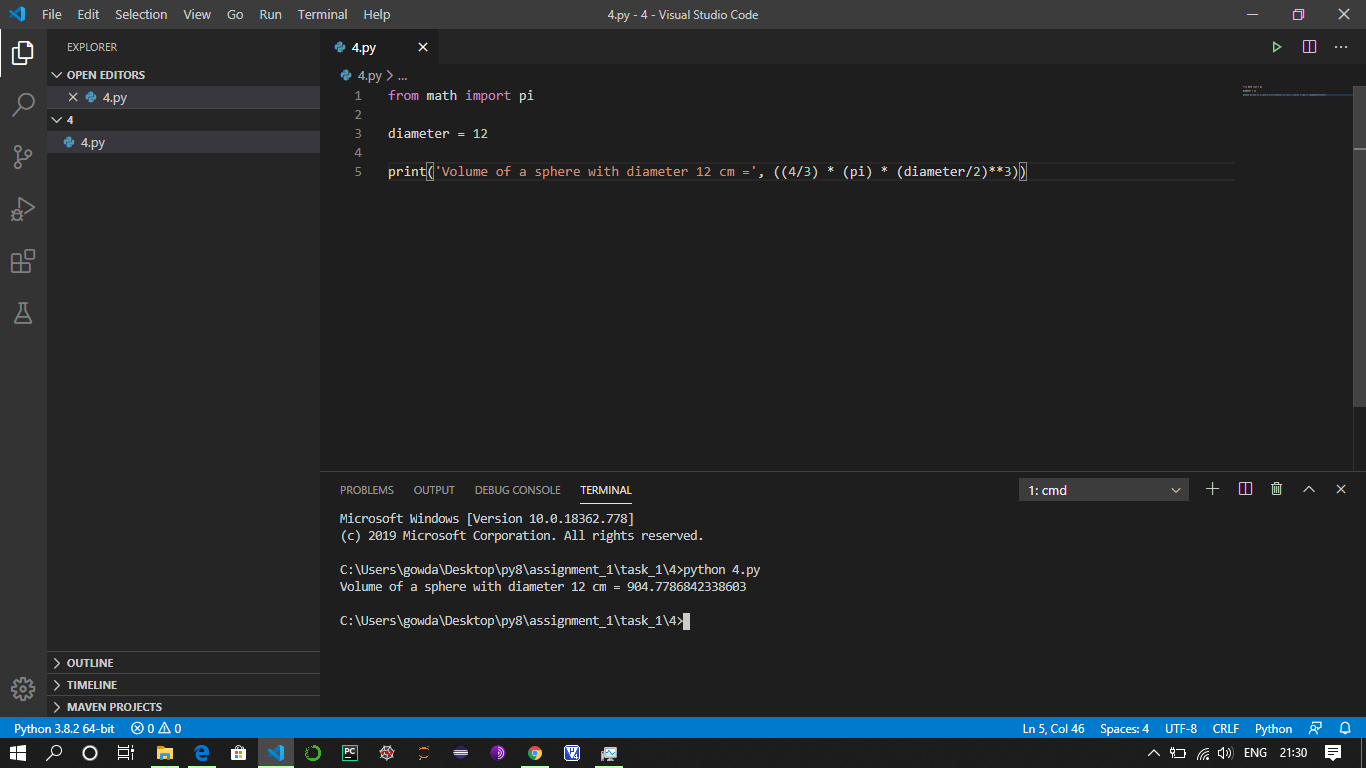 File Edit Selection View Go Run Terminal Help
4.py - 4 - Visual Studio Code
EXPLORER
OPEN EDITORS
4.py
4
4.py
OUTLINE
TIMELINE
MAVEN PROJECTS
4.py
4.py > ...
1 from math import pi
2
3 diameter = 12
4
5 print('Volume of a sphere with diameter 12 cm =', ((4/3) * (pi) * (diameter/2)**3))
PROBLEMS OUTPUT DEBUG CONSOLE TERMINAL
1: cmd
Microsoft Windows [Version 10.0.18362.778]
(c) 2019 Microsoft Corporation. All rights reserved.
C:\Users\gowda\Desktop\py8\assignment_1\task_1\4>python 4.py
Volume of a sphere with diameter 12 cm = 904.7786842338603
C:\Users\gowda\Desktop\py8\assignment_1\task_1\4>
Python 3.8.2 64-bit 0 0 Ln 5, Col 46 Spaces: 4 UTF-8 CRLF Python
PC ENG 21:30